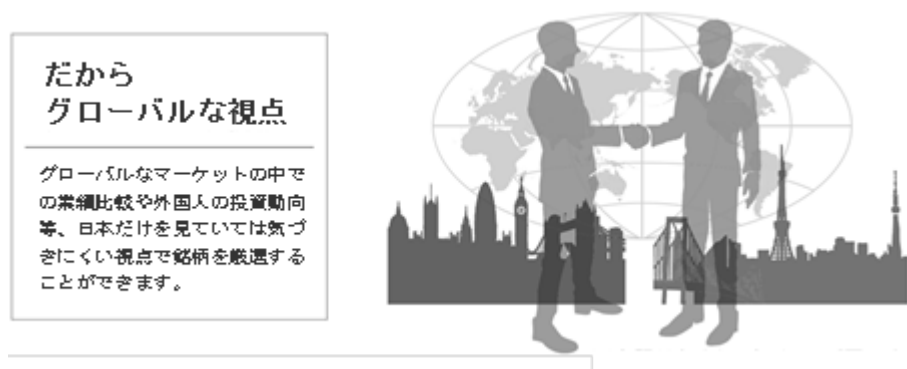 だから
グローバルな視点
グローバルなマーケットの中で
の業績比較や外国人の投資動向
等、日本だけを見ていては気づ
きにくい視点で銘柄を厳選する
ことができます。